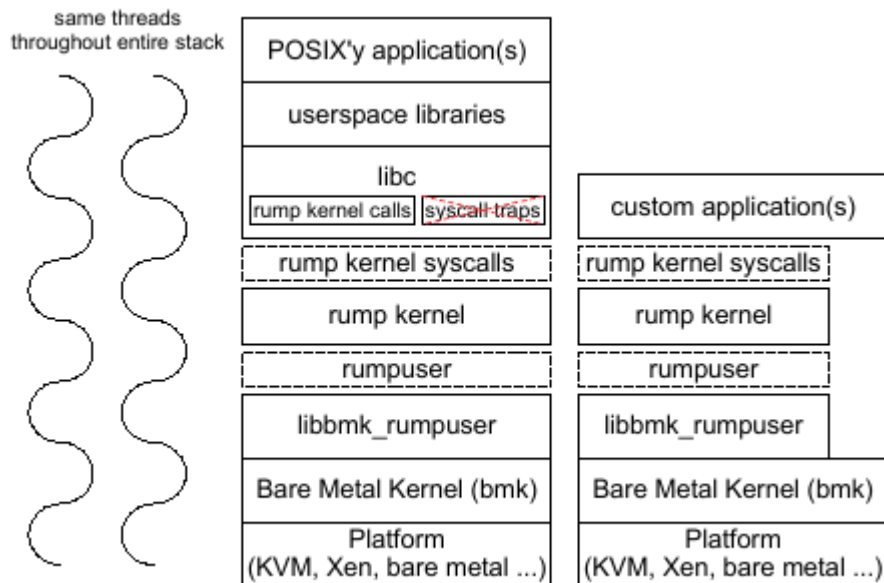 same threads
throughout entire stack
POSIX'y application(s)
userspace libraries
libc
rump kernel calls
syscall traps
rump kernel syscalls
rump kernel
rumpuser
libbmk_rumpuser
Bare Metal Kernel (bmk)
Platform
(KVM, Xen, bare metal ...)
custom application(s)
rump kernel syscalls
rump kernel
rumpuser
libbmk_rumpuser
Bare Metal Kernel (bmk)
Platform
(KVM, Xen, bare metal ...)